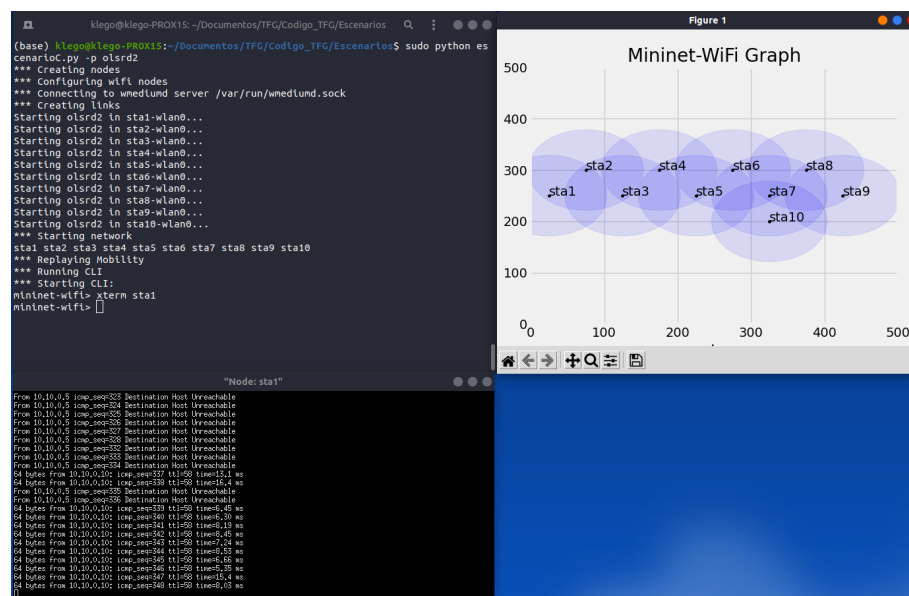 klego@klego-PROX15: ~/Documentos/TFG/Codigo_TFG/Escenarios
(base) klego@klego-PROX15:~/Documentos/TFG/Codigo_TFG/Escenarios$ sudo python es
cenarioC.py -p olsrd2
*** Creating nodes
*** Configuring wifi nodes
*** Connecting to wmediumd server /var/run/wmediumd.sock
*** Creating links
Starting olsrd2 in sta1-wlan0...
Starting olsrd2 in sta2-wlan0...
Starting olsrd2 in sta3-wlan0...
Starting olsrd2 in sta4-wlan0...
Starting olsrd2 in sta5-wlan0...
Starting olsrd2 in sta6-wlan0...
Starting olsrd2 in sta7-wlan0...
Starting olsrd2 in sta8-wlan0...
Starting olsrd2 in sta9-wlan0...
Starting olsrd2 in sta10-wlan0...
*** Starting network
sta1 sta2 sta3 sta4 sta5 sta6 sta7 sta8 sta9 sta10
*** Replaying Mobility
*** Running CLI
*** Starting CLI:
mininet-wifi> xterm sta1
mininet-wifi>
Figure 1
Mininet-WiFi Graph
500
400
300
200
100
0
sta2 sta4 sta6 sta8
sta1 sta3 sta5 sta7 sta9
sta10
0 100 200 300 400 500
"Node: sta1"
From 10.10.0.5 icmp_seq=323 Destination Host Unreachable
From 10.10.0.5 icmp_seq=324 Destination Host Unreachable
From 10.10.0.5 icmp_seq=325 Destination Host Unreachable
From 10.10.0.5 icmp_seq=326 Destination Host Unreachable
From 10.10.0.5 icmp_seq=327 Destination Host Unreachable
From 10.10.0.5 icmp_seq=328 Destination Host Unreachable
From 10.10.0.5 icmp_seq=332 Destination Host Unreachable
From 10.10.0.5 icmp_seq=333 Destination Host Unreachable
From 10.10.0.5 icmp_seq=334 Destination Host Unreachable
64 bytes from 10.10.0.10: icmp_seq=337 ttl=58 time=13.1 ms
64 bytes from 10.10.0.10: icmp_seq=338 ttl=58 time=16.4 ms
From 10.10.0.5 icmp_seq=335 Destination Host Unreachable
From 10.10.0.5 icmp_seq=336 Destination Host Unreachable
64 bytes from 10.10.0.10: icmp_seq=339 ttl=58 time=6.45 ms
64 bytes from 10.10.0.10: icmp_seq=340 ttl=58 time=6.30 ms
64 bytes from 10.10.0.10: icmp_seq=341 ttl=58 time=8.19 ms
64 bytes from 10.10.0.10: icmp_seq=342 ttl=58 time=8.45 ms
64 bytes from 10.10.0.10: icmp_seq=343 ttl=58 time=7.24 ms
64 bytes from 10.10.0.10: icmp_seq=344 ttl=58 time=8.53 ms
64 bytes from 10.10.0.10: icmp_seq=345 ttl=58 time=6.66 ms
64 bytes from 10.10.0.10: icmp_seq=346 ttl=58 time=5.35 ms
64 bytes from 10.10.0.10: icmp_seq=347 ttl=58 time=15.4 ms
64 bytes from 10.10.0.10: icmp_seq=348 ttl=58 time=8.03 ms